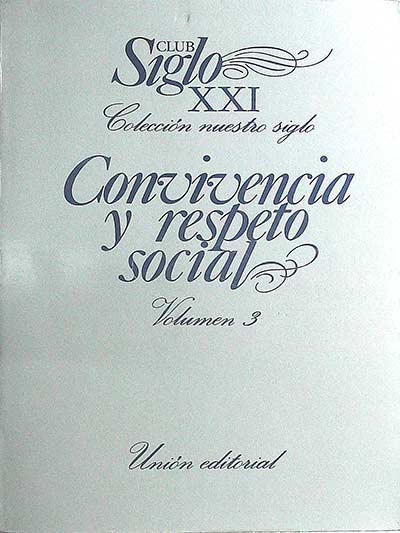 CLUB
Siglo
XXI
Colección nuestro siglo
Convivencia
y respeto
social
Volumen 3
Unión editorial